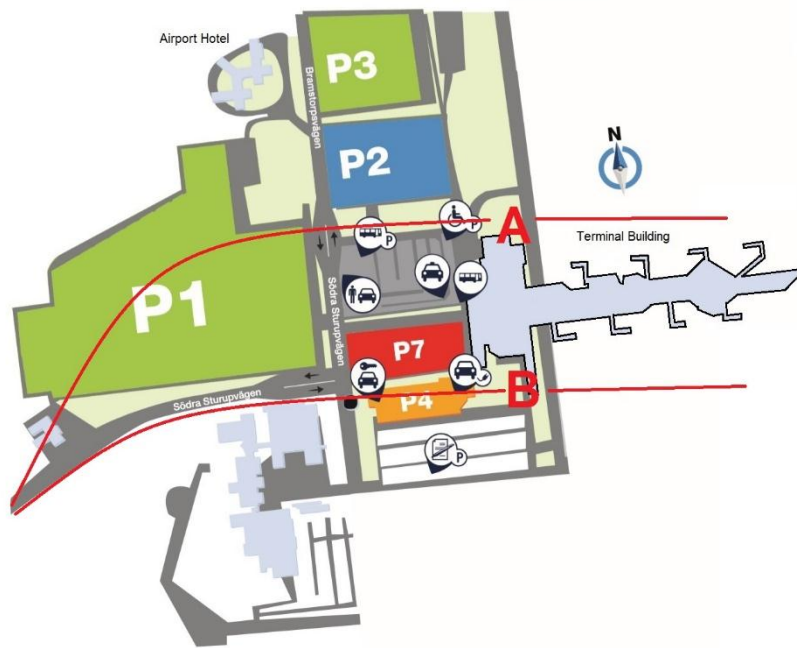 Airport Hotel
P3
Bramstorpsvägen
P2
N
P
P
A
Terminal Building
P1
Södra Sturupvägen
P7
Södra Sturupvägen
B
P4
P